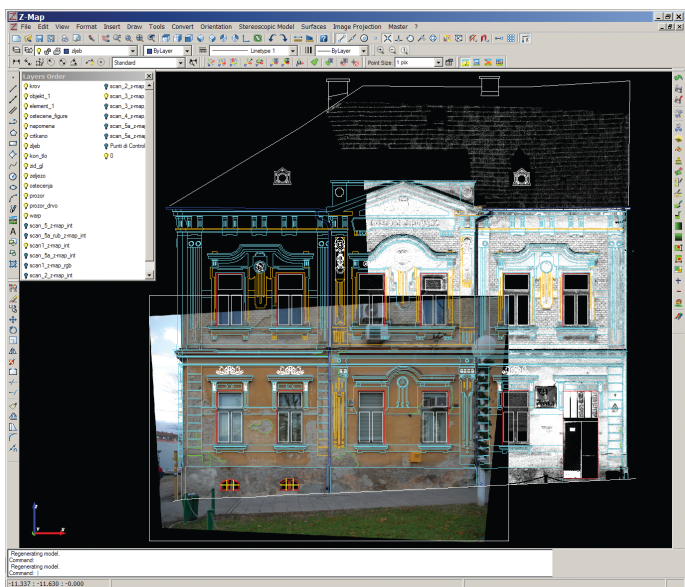 Z-Map
File Edit View Format Insert Draw Tools Convert Orientation Stereoscopic Model Surfaces Image Projection Master ?
zljeb ByLayer Linetype 1 ByLayer
Standard Point Size: 1 pix
Layers Order
krov scan_2_z-map
objekt_1 scan_3_z-map
element_1 scan_4_z-map
ostecene_figure scan_5a_z-map
napomene scan_5a_z-map
crtkano Punti di Control
zljeb 0
kon_tlo
zid_gl
zeljezo
ostecenja
prozor
prozor_drvo
warp
scan_5_z-map_int
scan_5a_rub_z-map_int
scan1_z-map_int
scan_5a_z-map_int
scan1_z-map_rgb
scan_2_z-map_int
Regenerating model.
Command:
Regenerating model.
Command:
-11.337 : -11.630 : -0.000